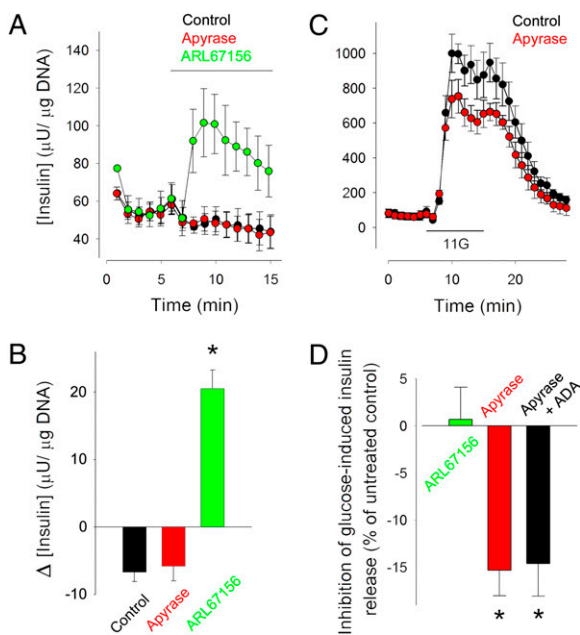 A
Control
Apyrase
ARL67156
[Insulin] (μU/ μg DNA)
140
120
100
80
60
40
0
5
10
15
Time (min)
C
Control
Apyrase
1000
800
600
400
200
0
11G
0
10
20
Time (min)
B
Δ [Insulin] (μU/ μg DNA)
20
10
0
-10
*
Control
Apyrase
ARL67156
D
Inhibition of glucose-induced insulin
release (% of untreated control)
5
0
-5
-10
-15
ARL67156
Apyrase
Apyrase
+ ADA
*
*